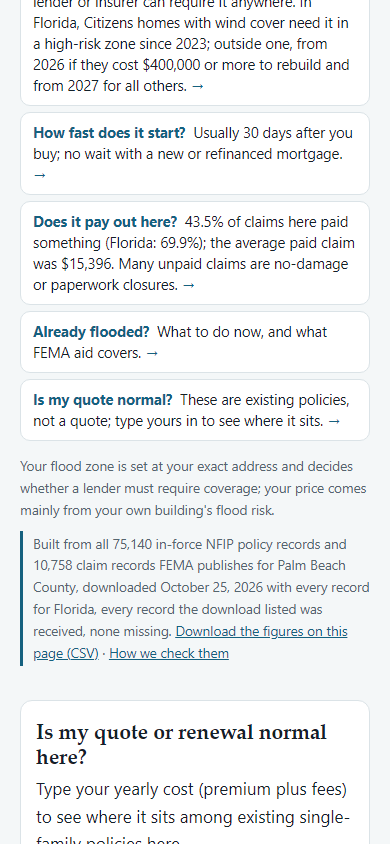 lender or insurer can require it anywhere. In
Florida, Citizens homes with wind cover need it in
a high-risk zone since 2023; outside one, from
2026 if they cost $400,000 or more to rebuild and
from 2027 for all others. →
How fast does it start? Usually 30 days after you
buy; no wait with a new or refinanced mortgage.
→
Does it pay out here? 43.5% of claims here paid
something (Florida: 69.9%); the average paid claim
was $15,396. Many unpaid claims are no-damage
or paperwork closures. →
Already flooded? What to do now, and what
FEMA aid covers. →
Is my quote normal? These are existing policies,
not a quote; type yours in to see where it sits. →
Your flood zone is set at your exact address and decides
whether a lender must require coverage; your price comes
mainly from your own building's flood risk.
Built from all 75,140 in-force NFIP policy records and
10,758 claim records FEMA publishes for Palm Beach
County, downloaded October 25, 2026 with every record
for Florida, every record the download listed was
received, none missing. Download the figures on this
page (CSV) · How we check them
Is my quote or renewal normal
here?
Type your yearly cost (premium plus fees)
to see where it sits among existing single-
family policies here